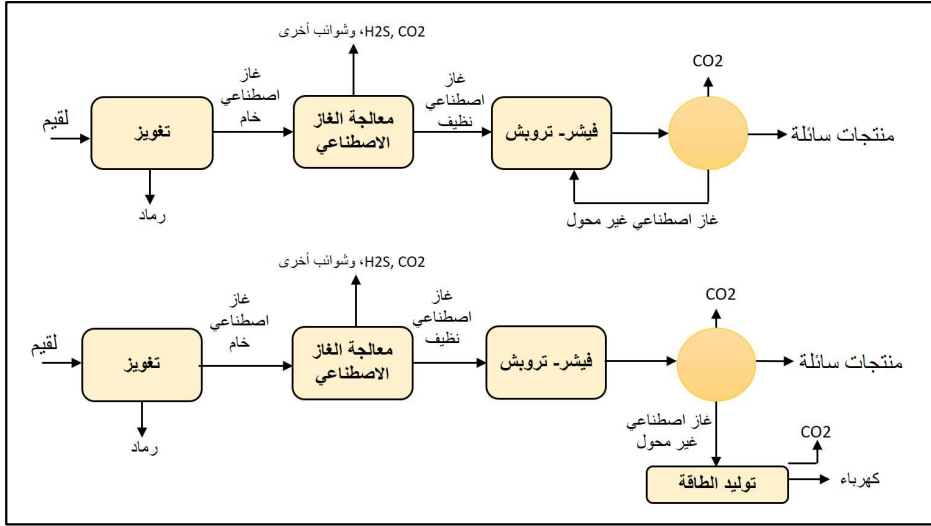 لقيم
تغويز
رماد
غاز
اصطناعي
خام
H2S, CO2، وشوائب أخرى
معالجة الغاز
الاصطناعي
غاز
اصطناعي
نظيف
فيشر- تروبش
CO2
منتجات سائلة
غاز اصطناعي غير محول
لقيم
تغويز
رماد
غاز
اصطناعي
خام
H2S, CO2، وشوائب أخرى
معالجة الغاز
الاصطناعي
غاز
اصطناعي
نظيف
فيشر- تروبش
CO2
منتجات سائلة
غاز اصطناعي
غير محول
توليد الطاقة
CO2
كهرباء